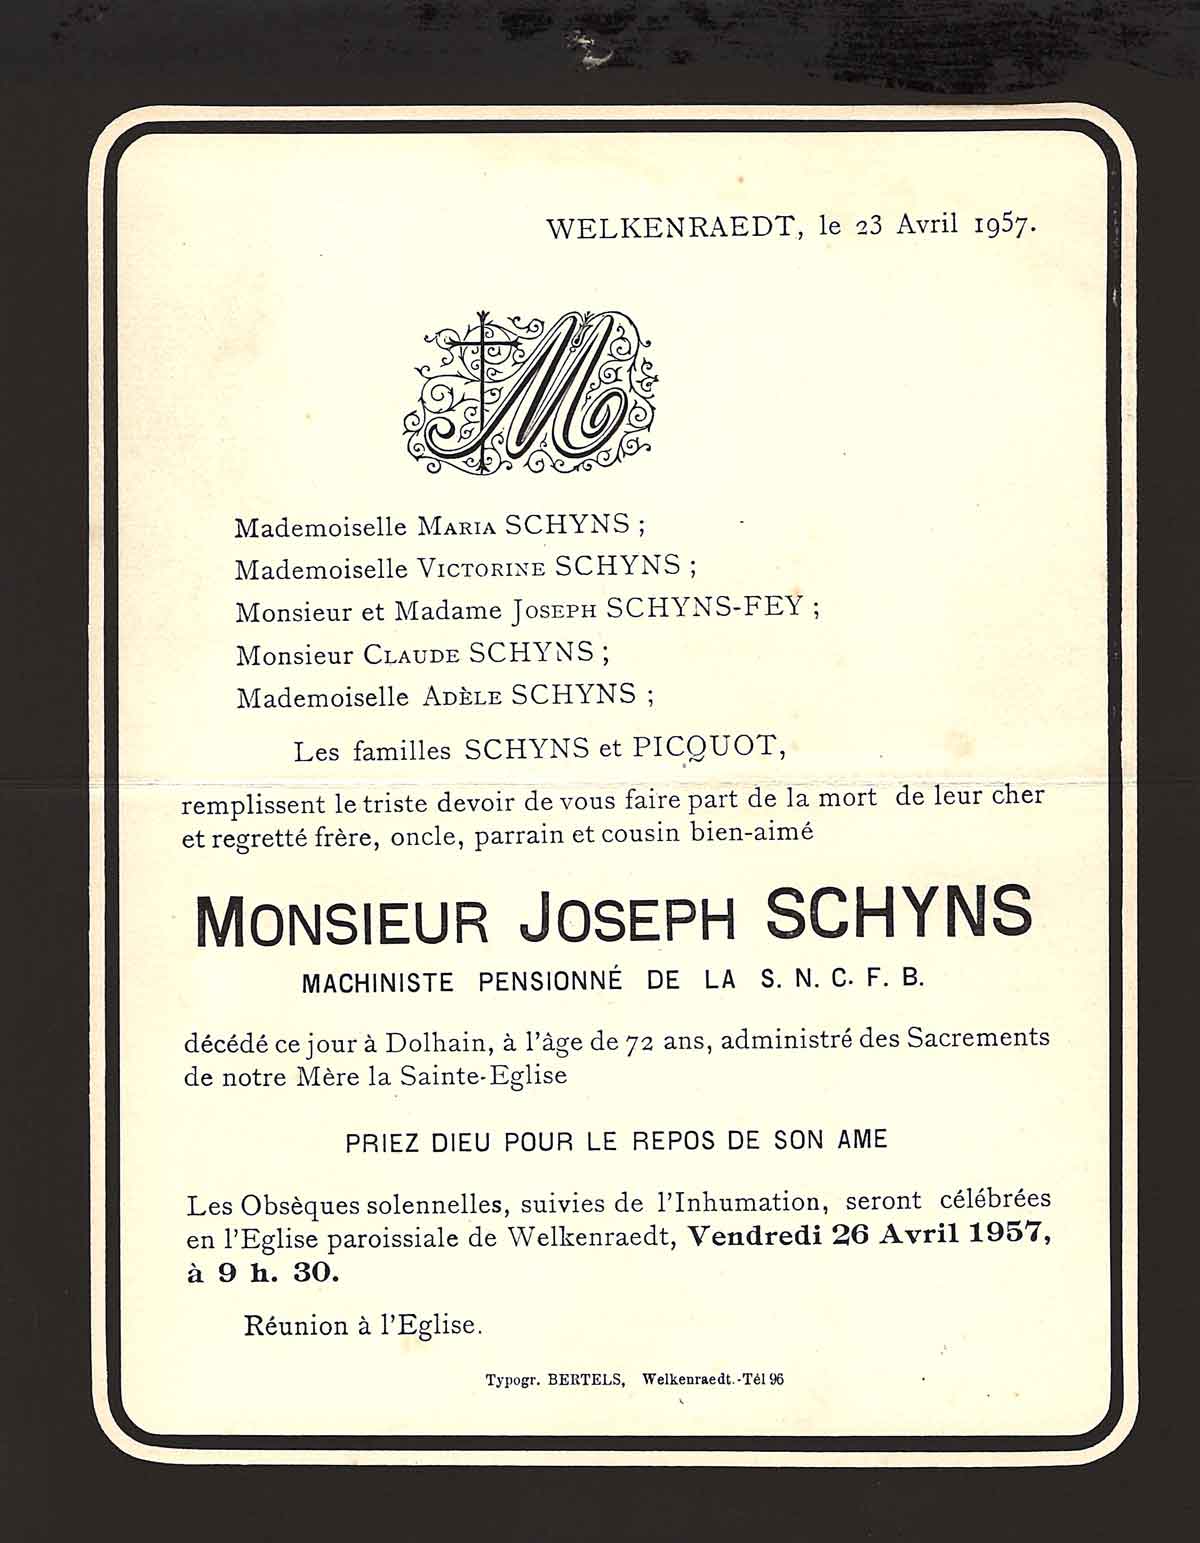 WELKENRAEDT, le 23 Avril 1957.
M
Mademoiselle MARIA SCHYNS ;
Mademoiselle VICTORINE SCHYNS ;
Monsieur et Madame JOSEPH SCHYNS-FEY ;
Monsieur CLAUDE SCHYNS ;
Mademoiselle ADÈLE SCHYNS ;
Les familles SCHYNS et PICQUOT,
remplissent le triste devoir de vous faire part de la mort de leur cher
et regretté frère, oncle, parrain et cousin bien-aimé
MONSIEUR JOSEPH SCHYNS
MACHINISTE PENSIONNÉ DE LA S. N. C. F. B.
décédé ce jour à Dolhain, à l'âge de 72 ans, administré des Sacrements
de notre Mère la Sainte-Eglise
PRIEZ DIEU POUR LE REPOS DE SON AME
Les Obsèques solennelles, suivies de l'Inhumation, seront célébrées
en l'Eglise paroissiale de Welkenraedt, Vendredi 26 Avril 1957,
à 9 h. 30.
Réunion à l'Eglise.
Typogr. BERTELS, Welkenraedt.-Tél 96